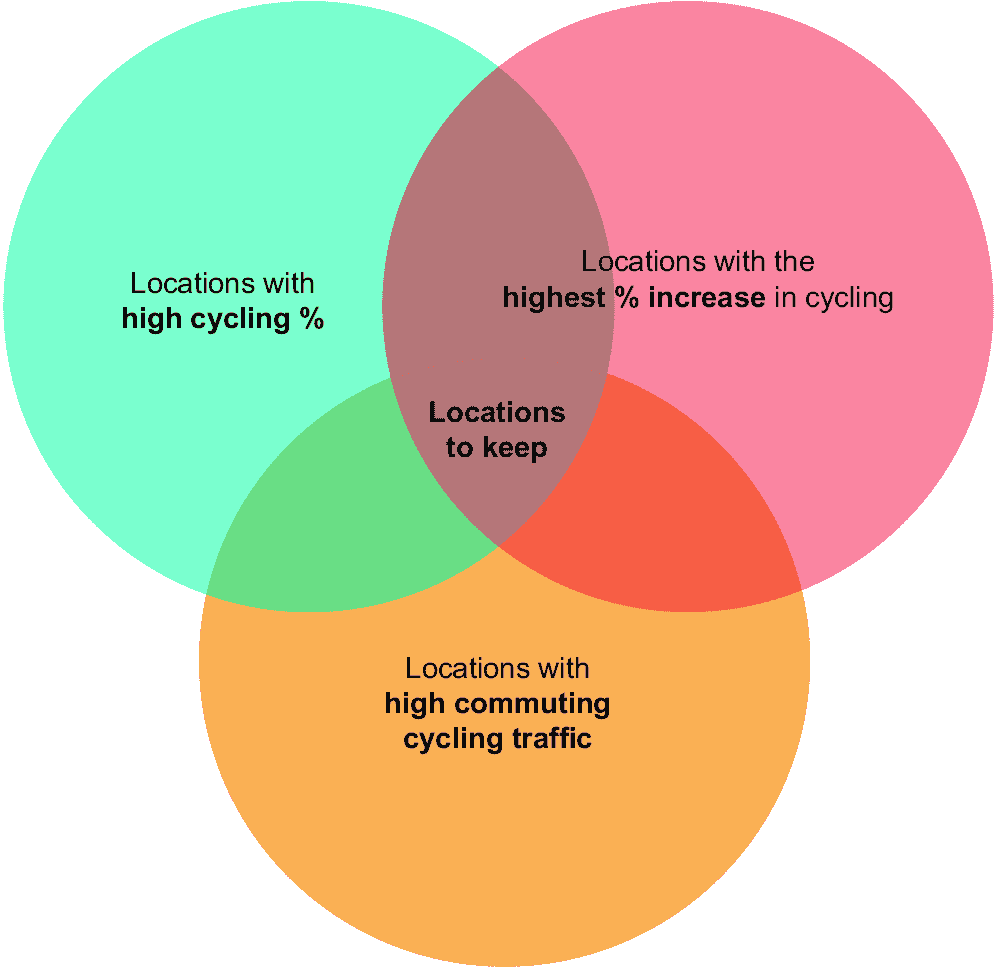 Locations with
high cycling %
Locations with the
highest % increase in cycling
Locations
to keep
Locations with
high commuting
cycling traffic